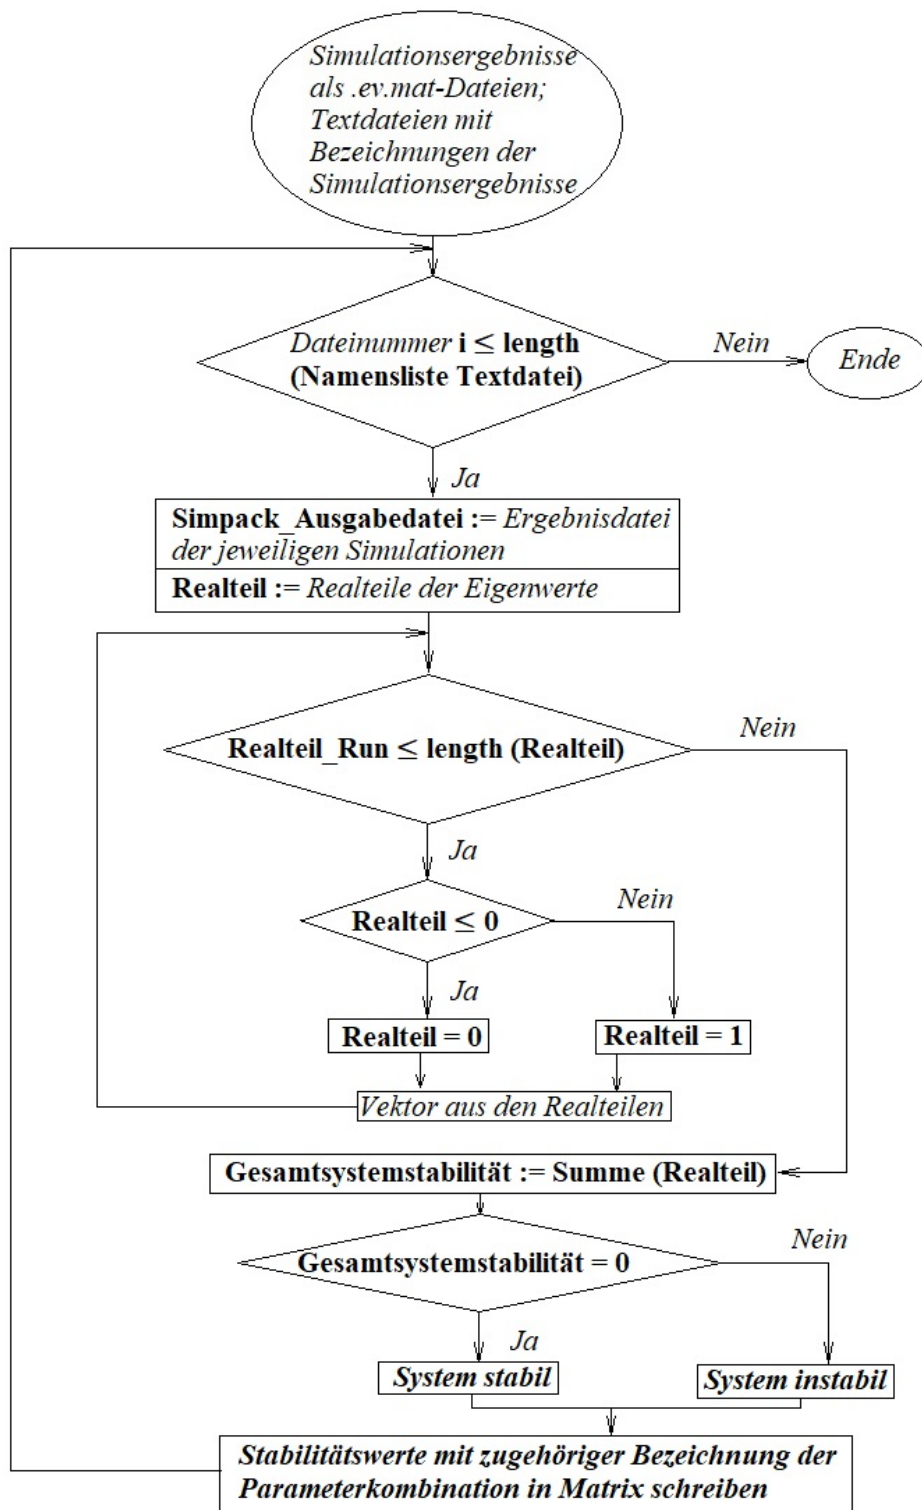 Simulationsergebnisse
als .ev.mat-Dateien;
Textdateien mit
Bezeichnungen der
Simulationsergebnisse
Dateinummer i ≤ length
(Namensliste Textdatei)
Nein
Ende
Ja
Simpack_Ausgabedatei := Ergebnisdatei
der jeweiligen Simulationen
Realteil := Realteile der Eigenwerte
Realteil_Run ≤ length (Realteil)
Nein
Ja
Realteil ≤ 0
Nein
Ja
Realteil = 0
Realteil = 1
Vektor aus den Realteilen
Gesamtsystemstabilität := Summe (Realteil)
Gesamtsystemstabilität = 0
Nein
Ja
System stabil
System instabil
Stabilitätswerte mit zugehöriger Bezeichnung der
Parameterkombination in Matrix schreiben